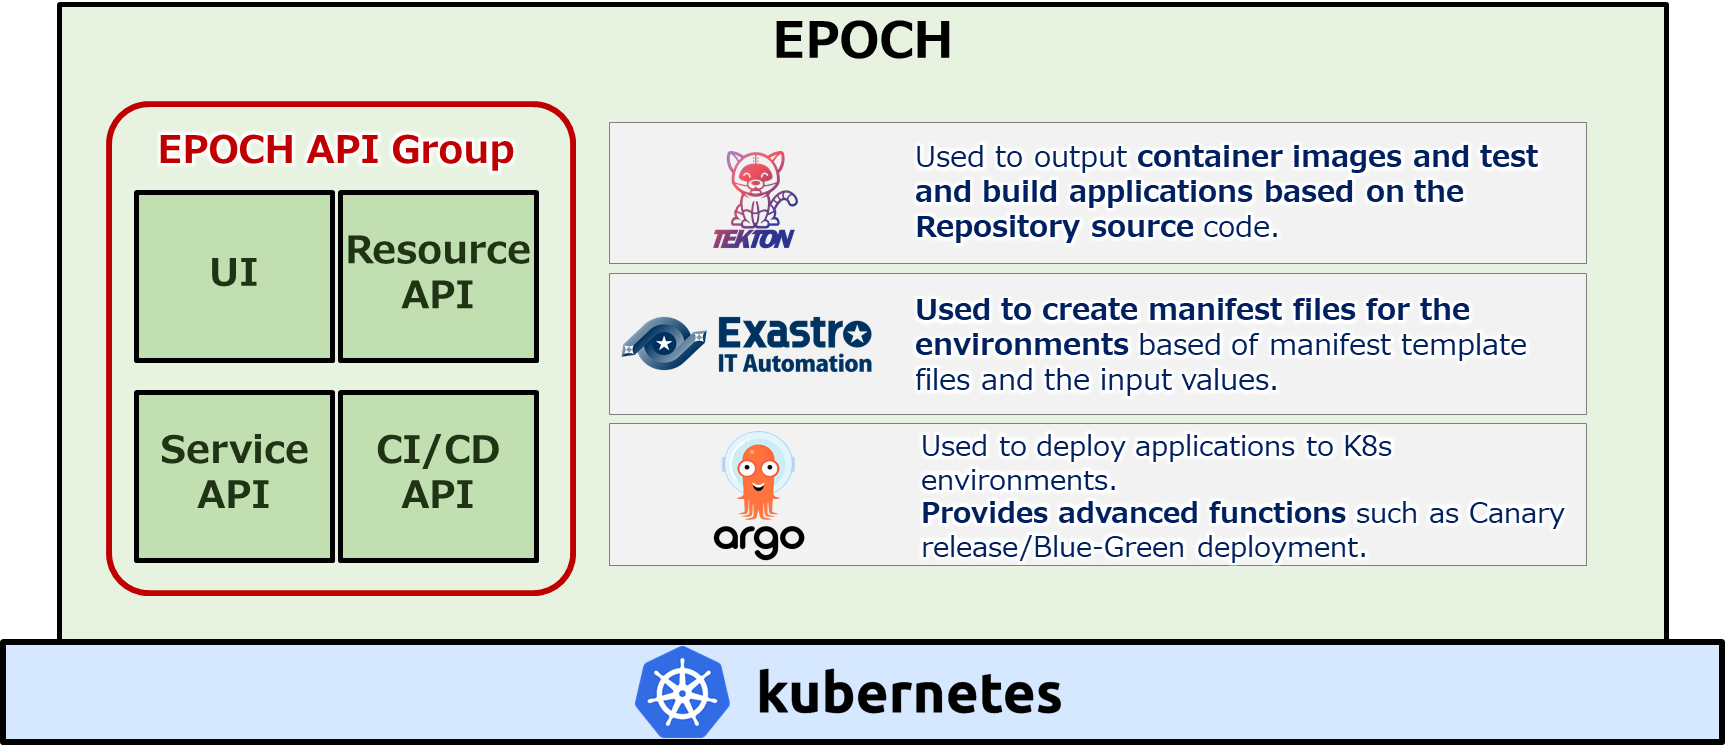 EPOCH
EPOCH API Group
UI
Resource
API
Service
API
CI/CD
API
TEKTON
Used to output container images and test
and build applications based on the
Repository source code.
Exastro
IT Automation
Used to create manifest files for the
environments based of manifest template
files and the input values.
argo
Used to deploy applications to K8s
environments.
Provides advanced functions such as Canary
release/Blue-Green deployment.
kubernetes